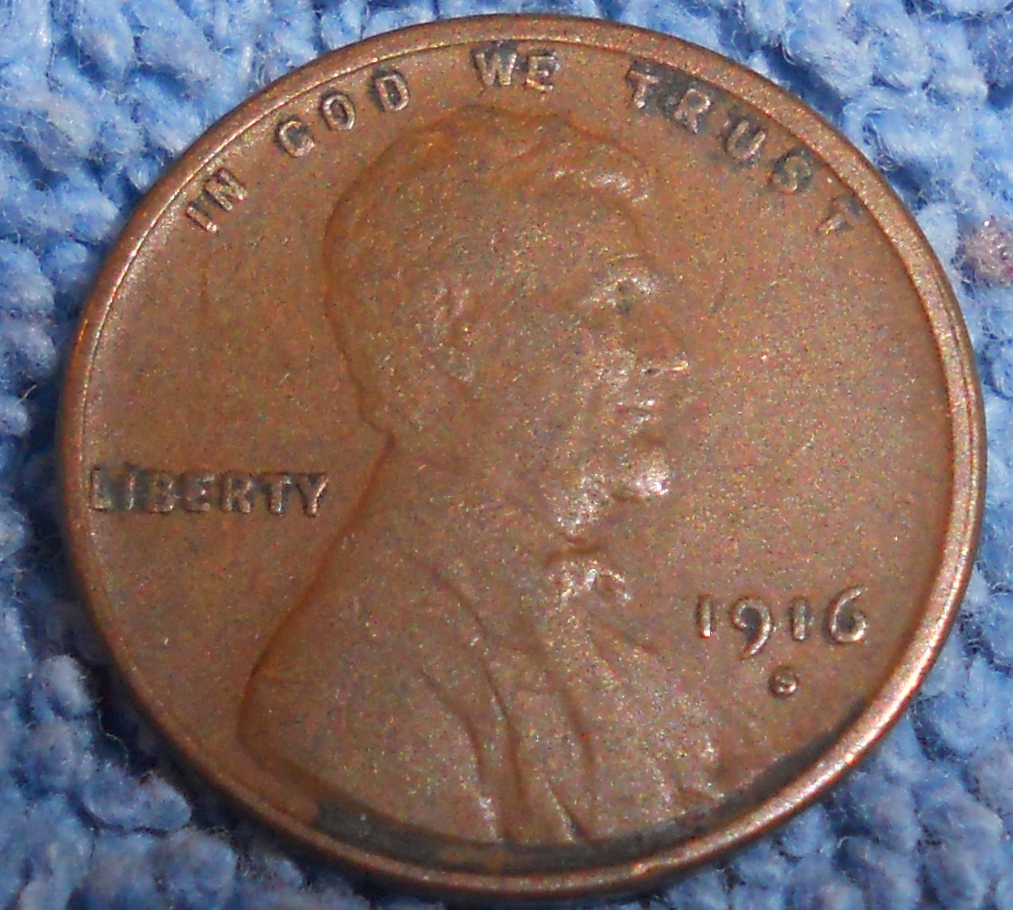 IN GOD WE TRUST
LIBERTY
1916
S